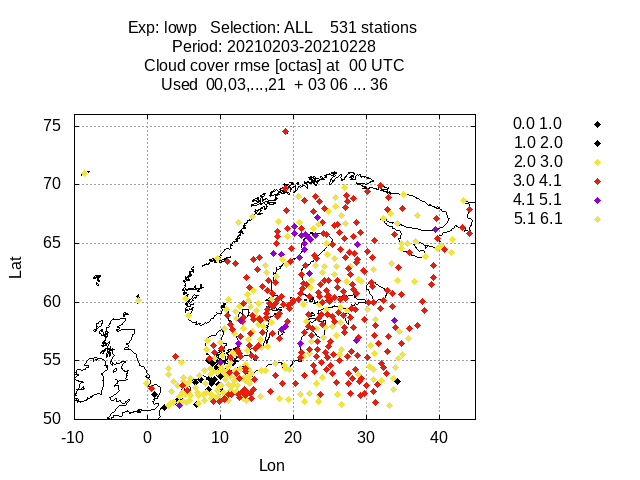 Exp: lowp Selection: ALL 531 stations
Period: 20210203-20210228
Cloud cover rmse [octas] at 00 UTC
Used 00,03,...,21 + 03 06 ... 36
75
70
65
60
55
50
Lat
-10 0 10 20 30 40
Lon
0.0 1.0
1.0 2.0
2.0 3.0
3.0 4.1
4.1 5.1
5.1 6.1